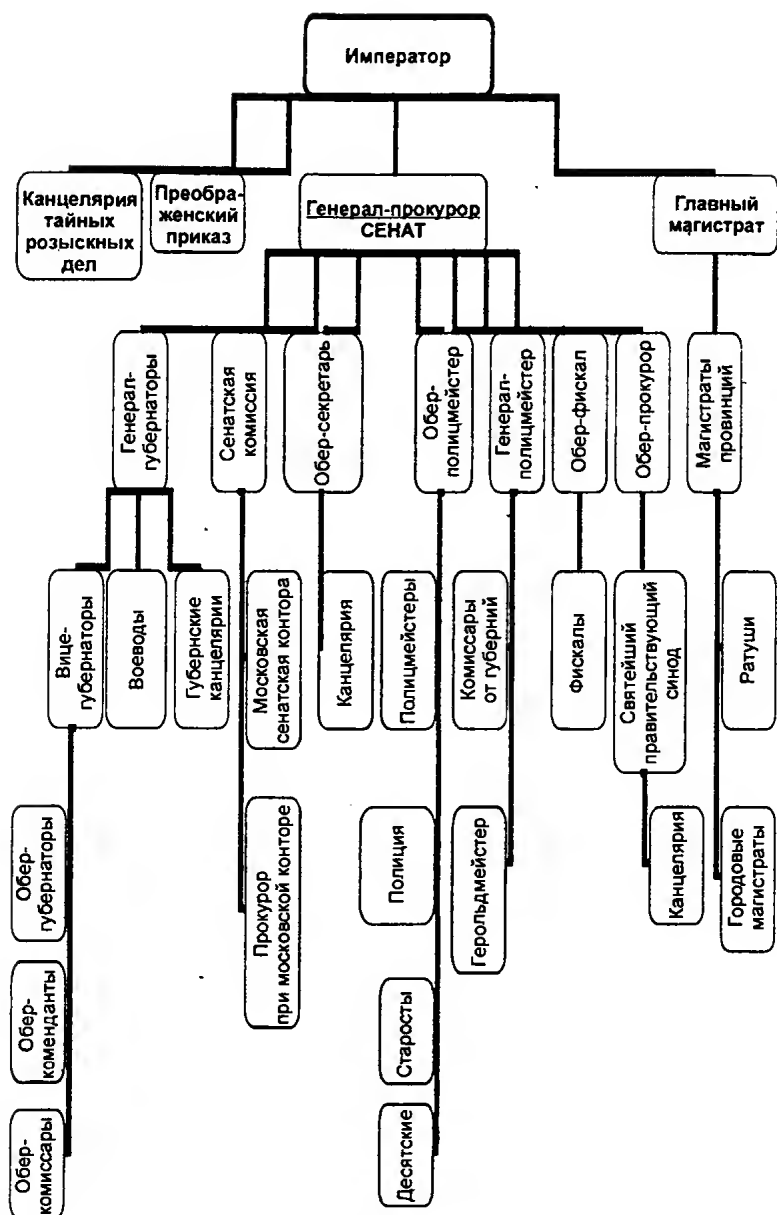 Император
Канцелярия
тайных
розыскных
дел
Преобра-
женский
приказ
Генерал-прокурор
СЕНАТ
Главный
магистрат
Генерал-
губернаторы
Сенатская
комиссия
Обер-секретарь
Обер-
полицмейстер
Генерал-
полицмейстер
Обер-фискал
Обер-прокурор
Магистраты
провинций
Вице-
губернаторы
Воеводы
Губернские
канцелярии
Московская
сенатская контора
Канцелярия
Полицмейстеры
Комиссары
от губерний
Фискалы
Святейший
правительствующий
синод
Ратуши
Обер-
губернаторы
Прокурор
при московской конторе
Полиция
Герольдмейстер
Канцелярия
Городовые
магистраты
Обер-
коменданты
Старосты
Обер-
комиссары
Десятские